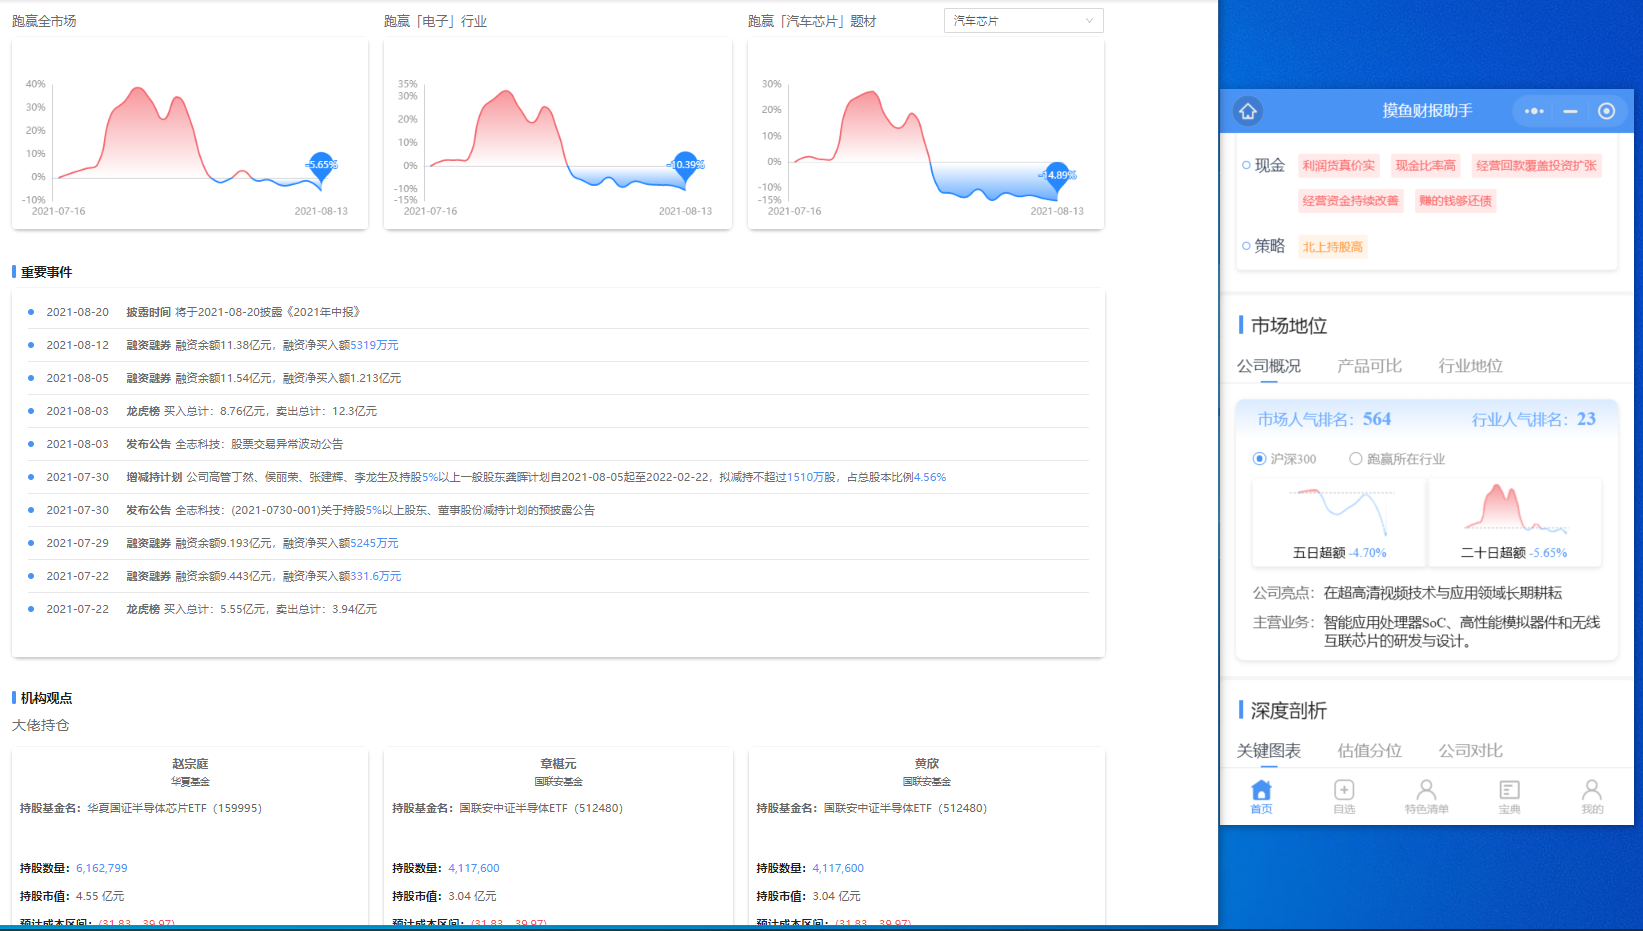 跑赢全市场
40%
30%
20%
10%
0%
-10%
-5.65%
2021-07-16
2021-08-13
跑赢「电子」行业
35%
30%
20%
10%
0%
-10%
-15%
-10.39%
2021-07-16
2021-08-13
跑赢「汽车芯片」题材
汽车芯片
30%
20%
10%
0%
-10%
-15%
-14.89%
2021-07-16
2021-08-13
重要事件
2021-08-20 披露时间 将于2021-08-20披露《2021年中报》
2021-08-12 融资融券 融资余额11.38亿元，融资净买入额5319万元
2021-08-05 融资融券 融资余额11.54亿元，融资净买入额1.213亿元
2021-08-03 龙虎榜 买入总计：8.76亿元，卖出总计：12.3亿元
2021-08-03 发布公告 全志科技：股票交易异常波动公告
2021-07-30 增减持计划 公司高管丁然、侯丽荣、张建辉、李龙生及持股5%以上一般股东龚晖计划自2021-08-05起至2022-02-22，拟减持不超过1510万股，占总股本比例4.56%
2021-07-30 发布公告 全志科技：(2021-0730-001)关于持股5%以上股东、董事股份减持计划的预披露公告
2021-07-29 融资融券 融资余额9.193亿元，融资净买入额5245万元
2021-07-22 融资融券 融资余额9.443亿元，融资净买入额331.6万元
2021-07-22 龙虎榜 买入总计：5.55亿元，卖出总计：3.94亿元
机构观点
大佬持仓
赵宗庭
华夏基金
持股基金名：华夏国证半导体芯片ETF（159995）
持股数量：6,162,799
持股市值：4.55 亿元
预计成本区间：(31.83 , 39.97)
章椹元
国联安基金
持股基金名：国联安中证半导体ETF（512480）
持股数量：4,117,600
持股市值：3.04 亿元
预计成本区间：(31.83 , 39.97)
黄欣
国联安基金
持股基金名：国联安中证半导体ETF（512480）
持股数量：4,117,600
持股市值：3.04 亿元
预计成本区间：(31.83 , 39.97)
摸鱼财报助手
现金 利润货真价实 现金比率高 经营回款覆盖投资扩张
经营资金持续改善 赚的钱够还债
策略 北上持股高
市场地位
公司概况 产品可比 行业地位
市场人气排名：564 行业人气排名：23
沪深300 跑赢所在行业
五日超额 -4.70% 二十日超额 -5.65%
公司亮点：在超高清视频技术与应用领域长期耕耘
主营业务：智能应用处理器SoC、高性能模拟器件和无线
互联芯片的研发与设计。
深度剖析
关键图表 估值分位 公司对比
首页 自选 特色清单 宝典 我的